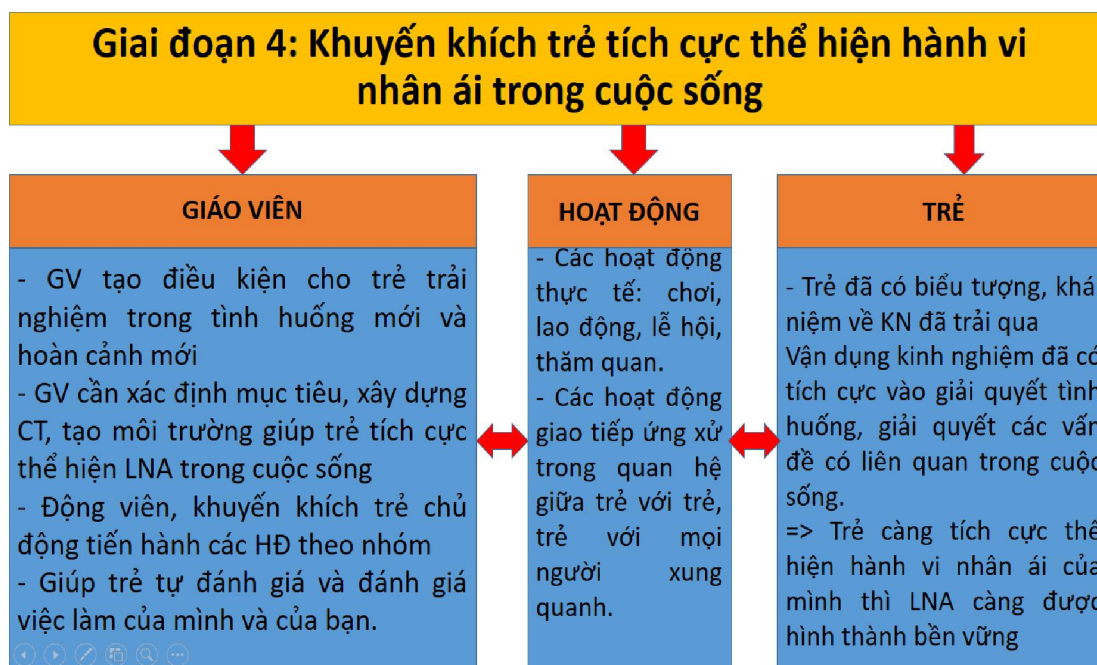 Giai đoạn 4: Khuyến khích trẻ tích cực thể hiện hành vi
nhân ái trong cuộc sống
GIÁO VIÊN
- GV tạo điều kiện cho trẻ trải
nghiệm trong tình huống mới và
hoàn cảnh mới
- GV cần xác định mục tiêu, xây dựng
CT, tạo môi trường giúp trẻ tích cực
thể hiện LNA trong cuộc sống
- Động viên, khuyến khích trẻ chủ
động tiến hành các HĐ theo nhóm
- Giúp trẻ tự đánh giá và đánh giá
việc làm của mình và của bạn.
HOẠT ĐỘNG
- Các hoạt động
thực tế: chơi,
lao động, lễ hội,
thăm quan.
- Các hoạt động
giao tiếp ứng xử
trong quan hệ
giữa trẻ với trẻ,
trẻ với mọi
người xung
quanh.
TRẺ
- Trẻ đã có biểu tượng, khái
niệm về KN đã trải qua
Vận dụng kinh nghiệm đã có
tích cực vào giải quyết tình
huống, giải quyết các vấn
đề có liên quan trong cuộc
sống.
=> Trẻ càng tích cực thể
hiện hành vi nhân ái của
mình thì LNA càng được
hình thành bền vững